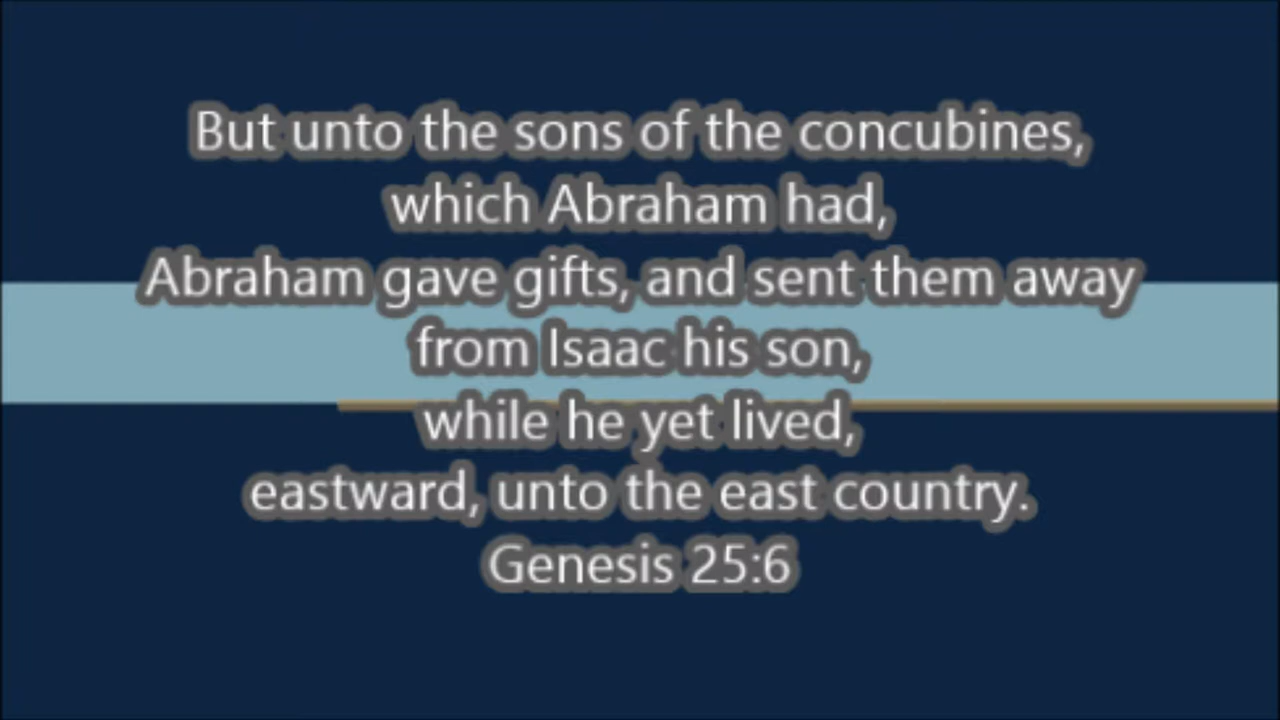 But unto the sons of the concubines,
which Abraham had,
Abraham gave gifts, and sent them away
from Isaac his son,
while he yet lived,
eastward, unto the east country.
Genesis 25:6